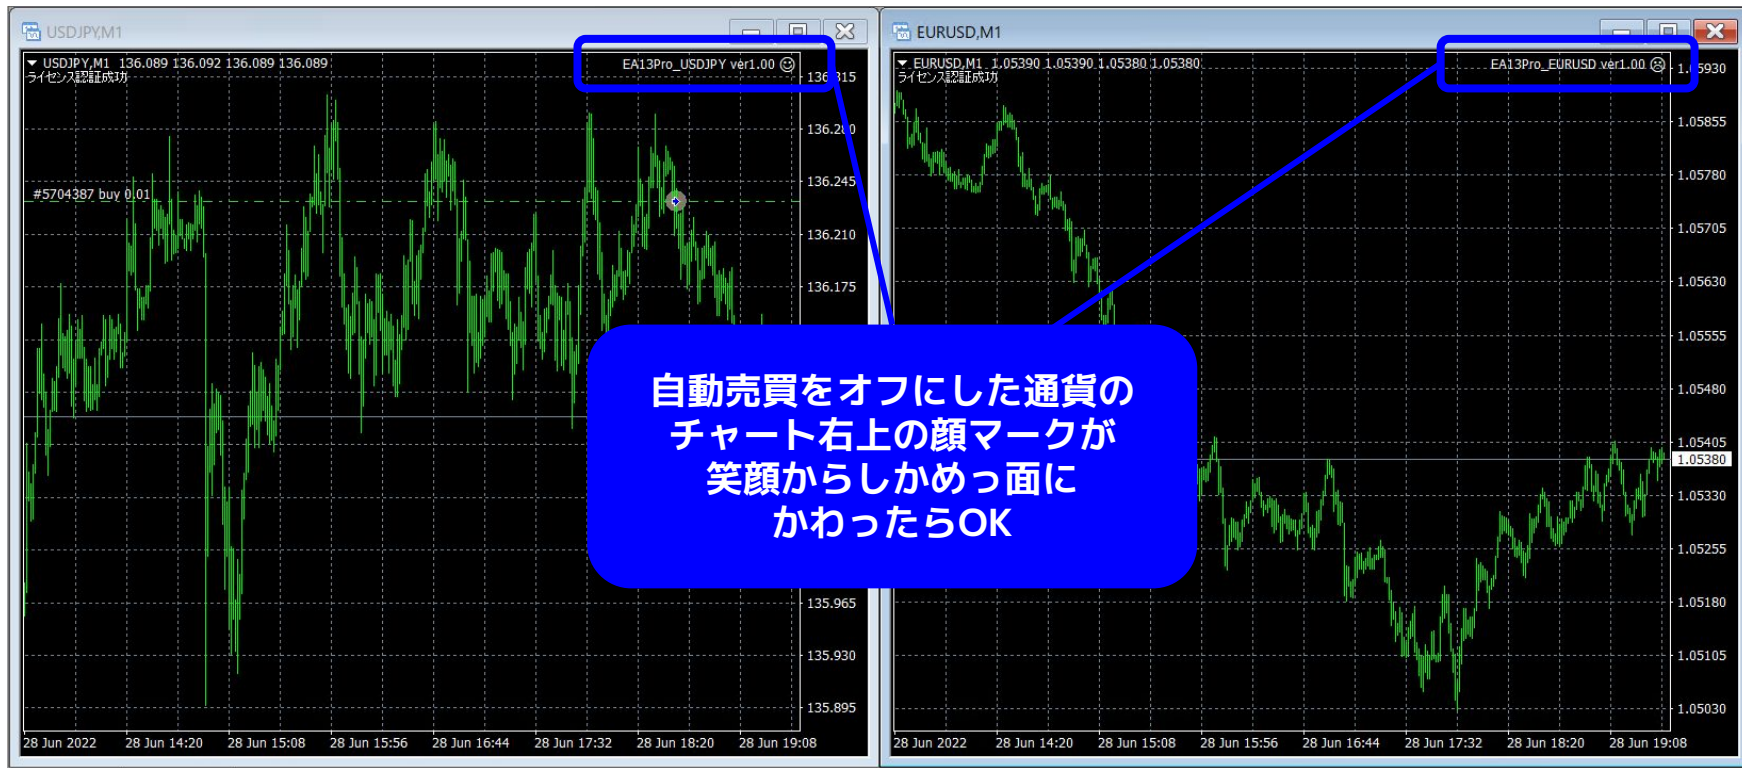 USDJPY,M1
USDJPY,M1 136.089 136.092 136.089 136.089
EA13Pro_USDJPY ver1.00
ライセンス認証成功
136.315
136.280
#5704387 buy 0.01
136.245
136.210
136.175
135.965
135.930
135.895
28 Jun 2022 28 Jun 14:20 28 Jun 15:08 28 Jun 15:56 28 Jun 16:44 28 Jun 17:32 28 Jun 18:20 28 Jun 19:08
EURUSD,M1
EURUSD,M1 1.05390 1.05390 1.05380 1.05380
EA13Pro_EURUSD ver1.00
ライセンス認証成功
1.05930
1.05855
1.05780
1.05705
1.05630
1.05555
1.05480
1.05405
1.05380
1.05330
1.05255
1.05180
1.05105
1.05030
28 Jun 2022 28 Jun 14:20 28 Jun 15:08 28 Jun 15:56 28 Jun 16:44 28 Jun 17:32 28 Jun 18:20 28 Jun 19:08
自動売買をオフにした通貨の
チャート右上の顔マークが
笑顔からしかめっ面に
かわったらOK